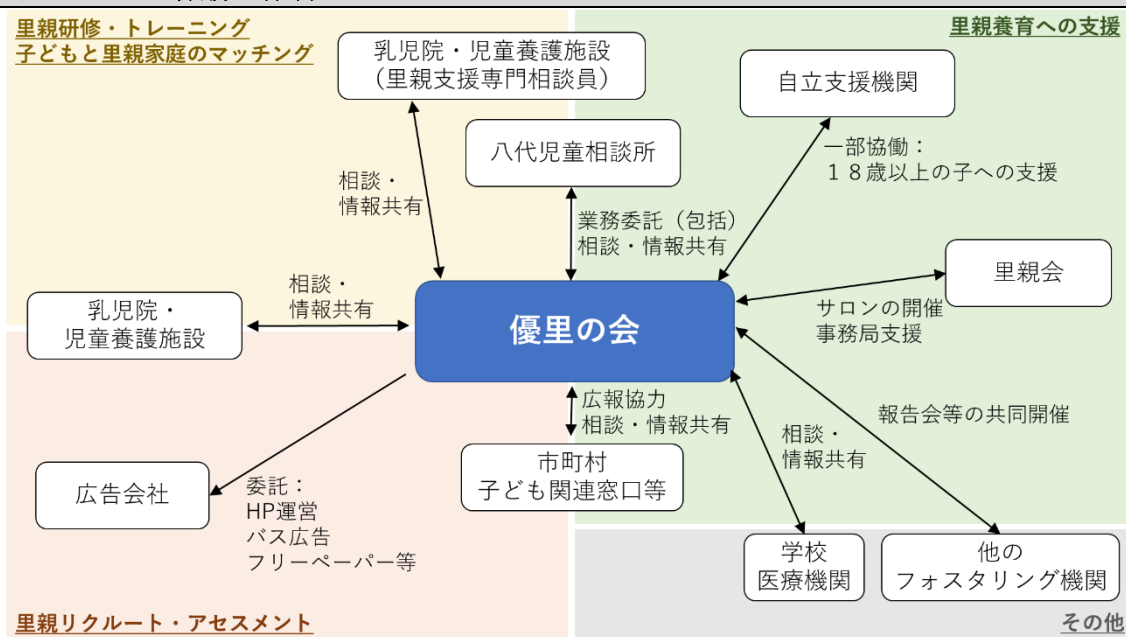 里親研修・トレーニング
子どもと里親家庭のマッチング
里親養育への支援
乳児院・児童養護施設
（里親支援専門相談員）
自立支援機関
八代児童相談所
一部協働：
１８歳以上の子への支援
相談・
情報共有
業務委託（包括）
相談・情報共有
里親会
サロンの開催
事務局支援
乳児院・
児童養護施設
相談・
情報共有
優里の会
広報協力
相談・情報共有
報告会等の共同開催
相談・
情報共有
市町村
子ども関連窓口等
広告会社
委託：
HP運営
バス広告
フリーペーパー等
学校
医療機関
他の
フォスタリング機関
里親リクルート・アセスメント
その他